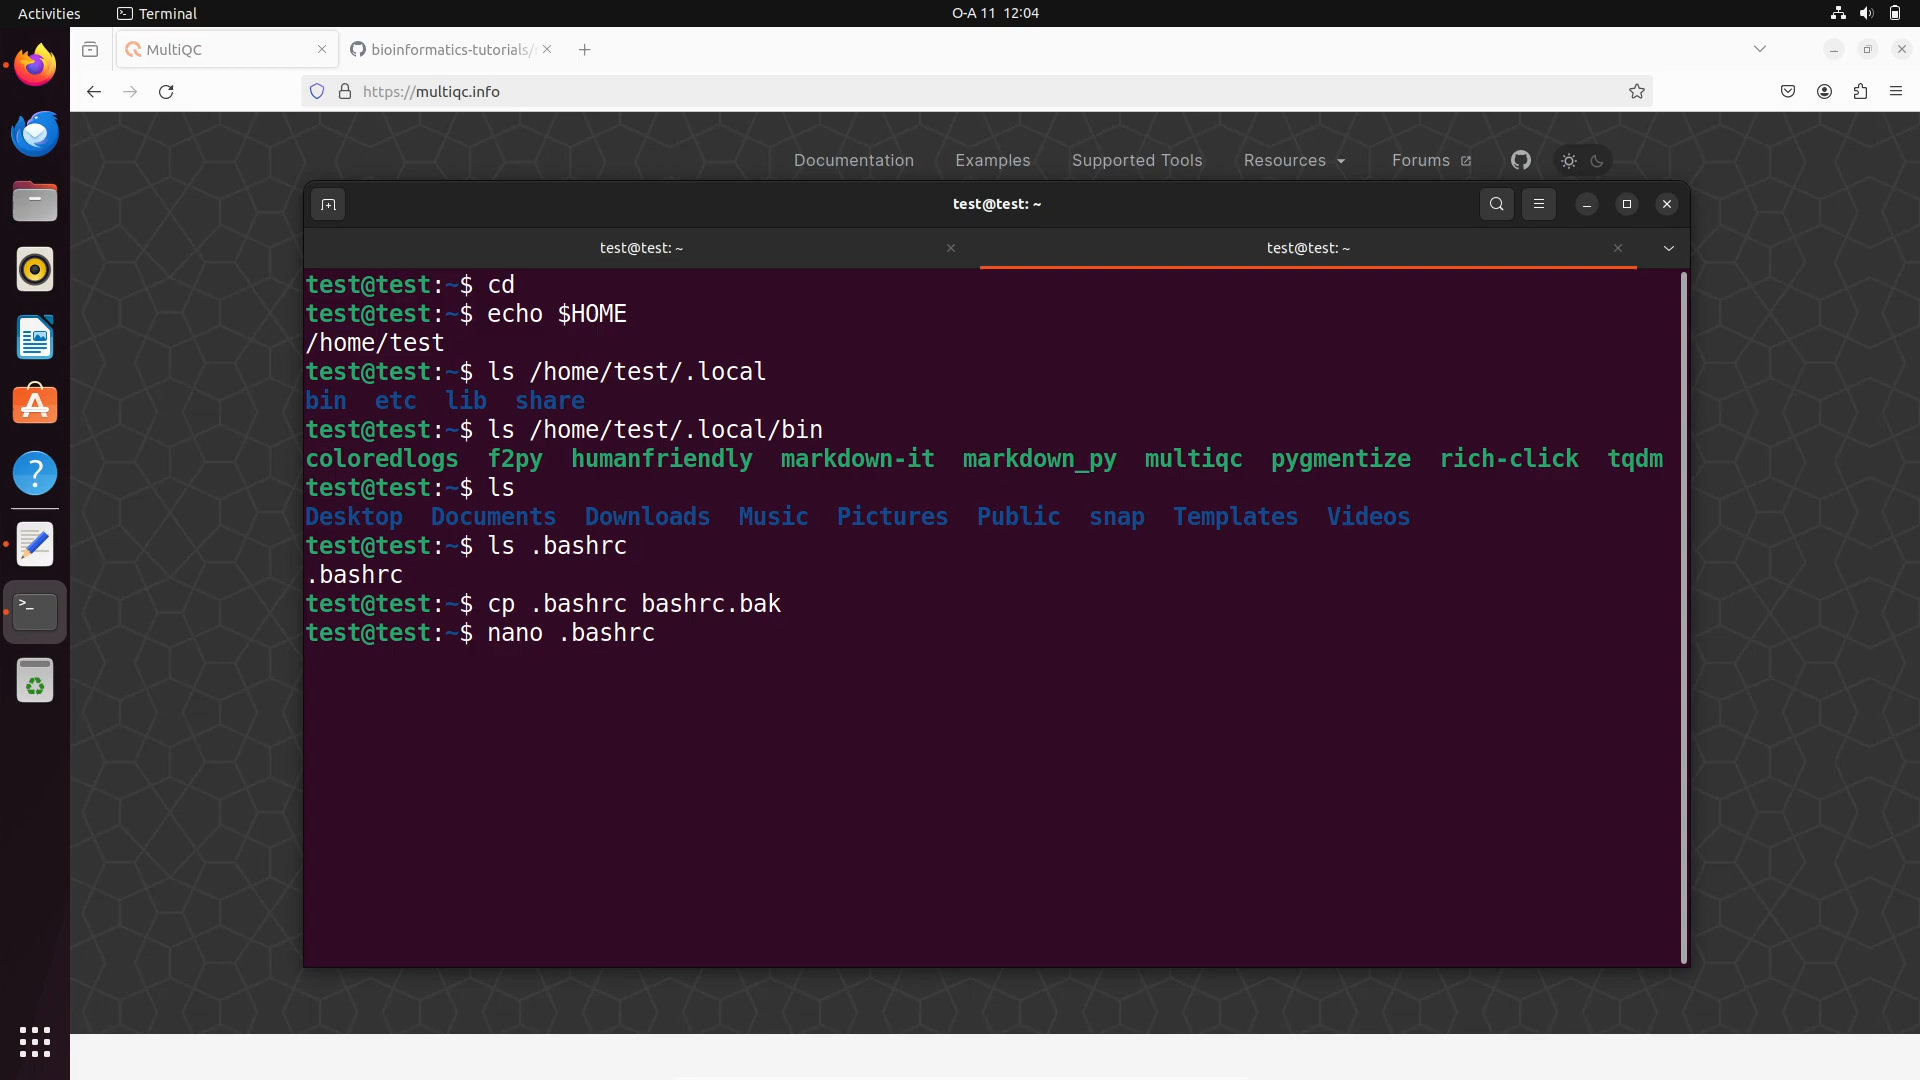 Activities Terminal O-A 11 12:04
MultiQC bioinformatics-tutorials/
https://multiqc.info
Documentation Examples Supported Tools Resources Forums
test@test: ~
test@test: ~ test@test: ~
test@test:~$ cd
test@test:~$ echo $HOME
/home/test
test@test:~$ ls /home/test/.local
bin etc lib share
test@test:~$ ls /home/test/.local/bin
coloredlogs f2py humanfriendly markdown-it markdown_py multiqc pygmentize rich-click tqdm
test@test:~$ ls
Desktop Documents Downloads Music Pictures Public snap Templates Videos
test@test:~$ ls .bashrc
.bashrc
test@test:~$ cp .bashrc bashrc.bak
test@test:~$ nano .bashrc